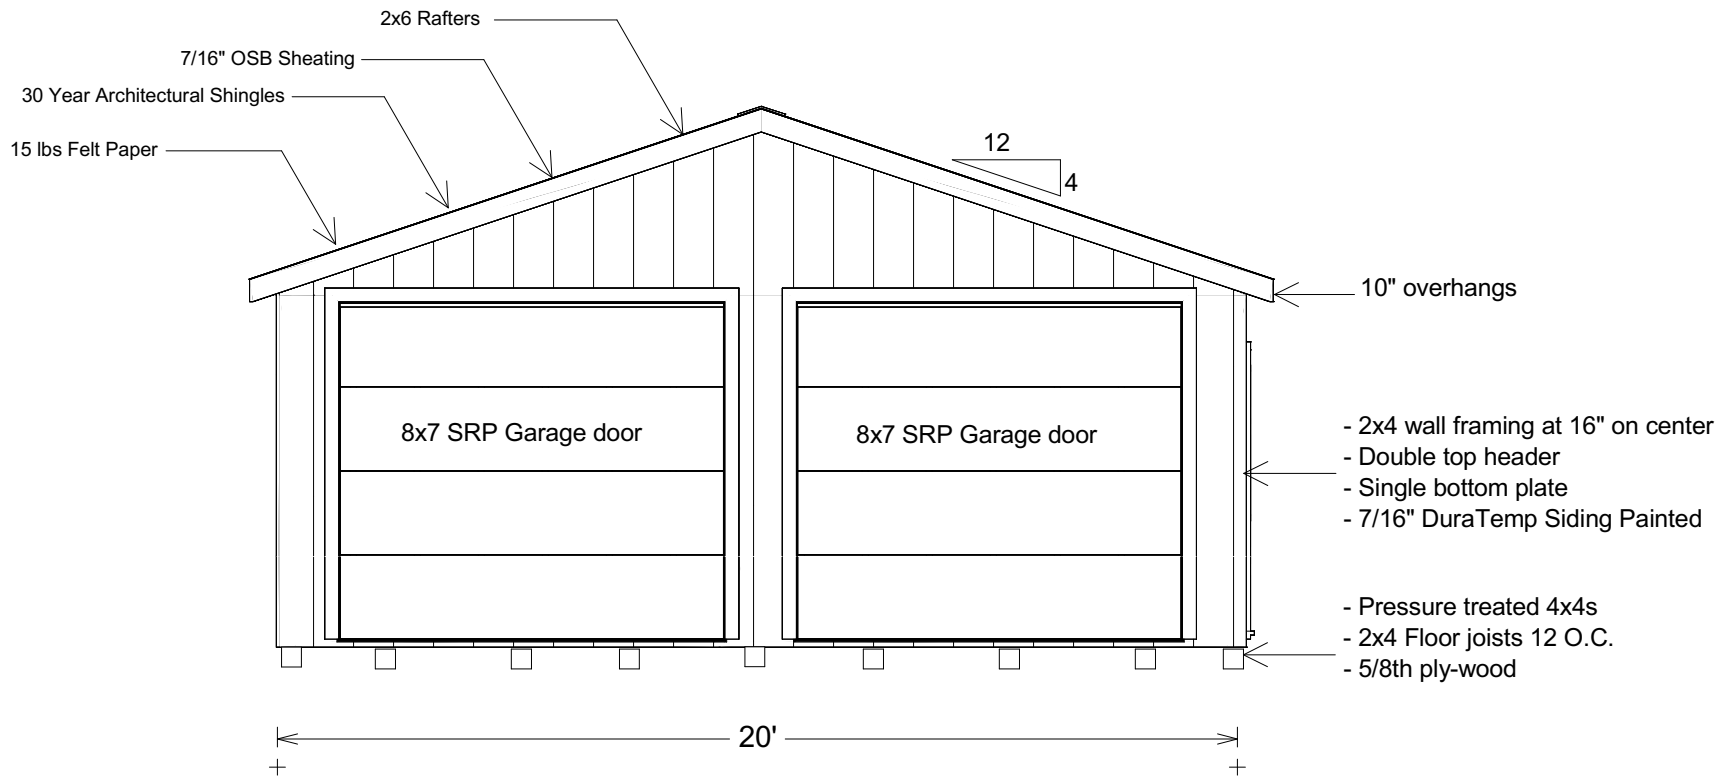 2x6 Rafters
7/16" OSB Sheating
30 Year Architectural Shingles
15 lbs Felt Paper
12
4
10" overhangs
8x7 SRP Garage door
8x7 SRP Garage door
- 2x4 wall framing at 16" on center
- Double top header
- Single bottom plate
- 7/16" DuraTemp Siding Painted
- Pressure treated 4x4s
- 2x4 Floor joists 12 O.C.
- 5/8th ply-wood
20'